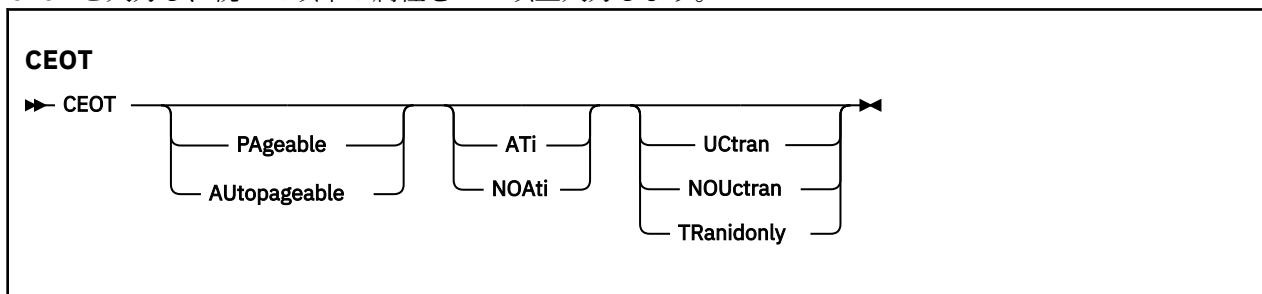 CEOT
CEOT
PAgeable
AUtopageable
ATi
NOAti
UCtran
NOUctran
TRanidonly